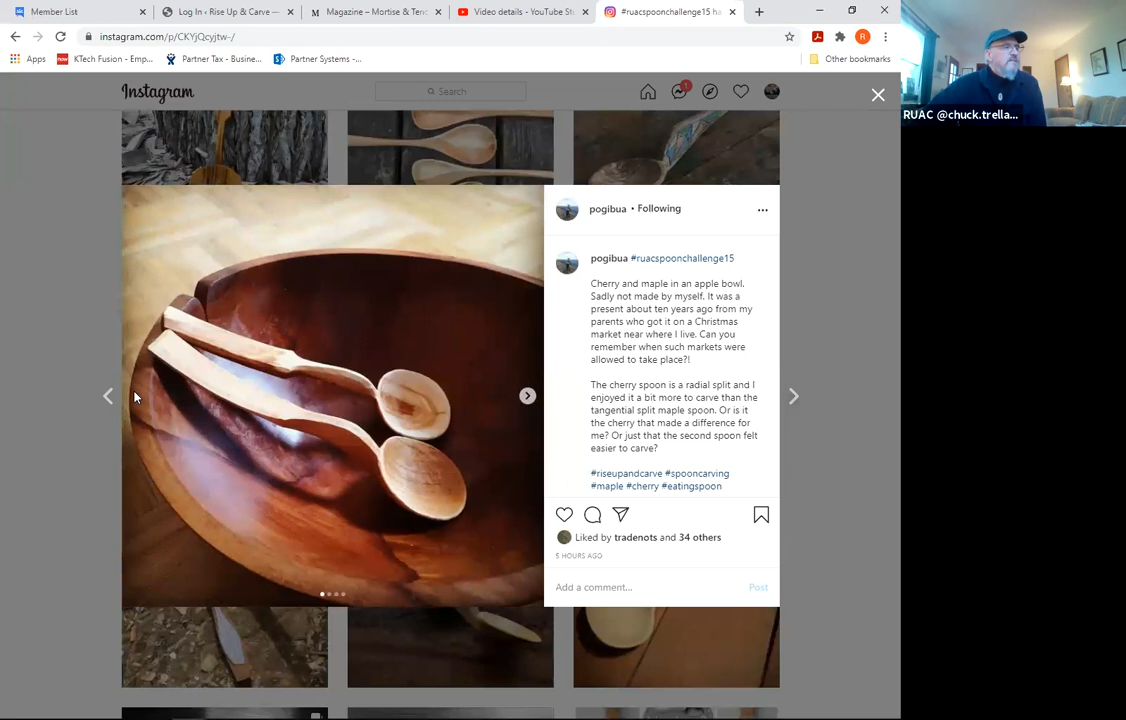 Member List
Log In ‹ Rise Up & Carve —
Magazine – Mortise & Ten
Video details - YouTube St
#ruacspoonchallenge15 ha
instagram.com/p/CKYjQcyjtw-/
Apps
now
KTech Fusion - Emp...
Partner Tax - Busine...
Partner Systems -...
R
Other bookmarks
Instagram
Search
1
RUAC @chuck.trella...
pogibua • Following
pogibua #ruacspoonchallenge15
Cherry and maple in an apple bowl.
Sadly not made by myself. It was a
present about ten years ago from my
parents who got it on a Christmas
market near where I live. Can you
remember when such markets were
allowed to take place?!
The cherry spoon is a radial split and I
enjoyed it a bit more to carve than the
tangential split maple spoon. Or is it
the cherry that made a difference for
me? Or just that the second spoon felt
easier to carve?
#riseupandcarve #spooncarving
#maple #cherry #eatingspoon
Liked by tradenots and 34 others
5 HOURS AGO
Add a comment...
Post